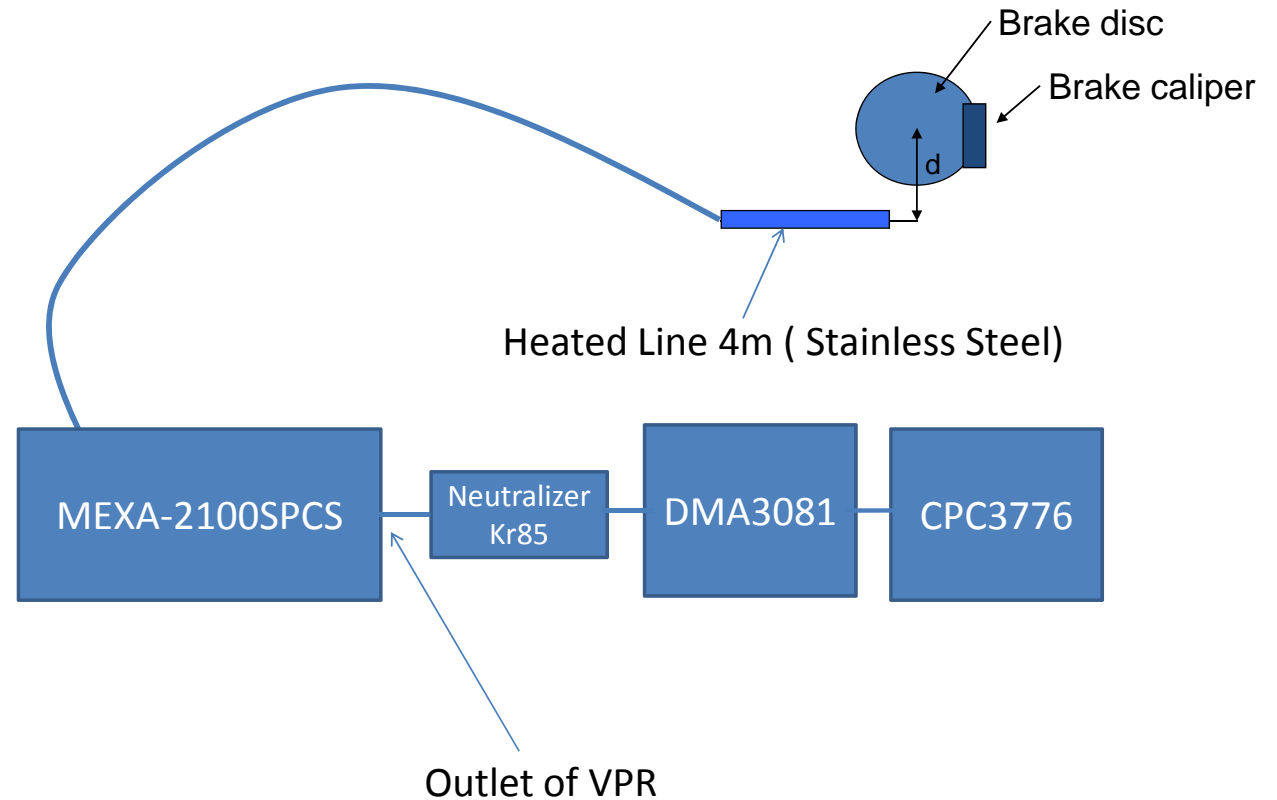 Brake disc
Brake caliper
d
Heated Line 4m ( Stainless Steel)
MEXA-2100SPCS
Neutralizer
Kr85
DMA3081
CPC3776
Outlet of VPR